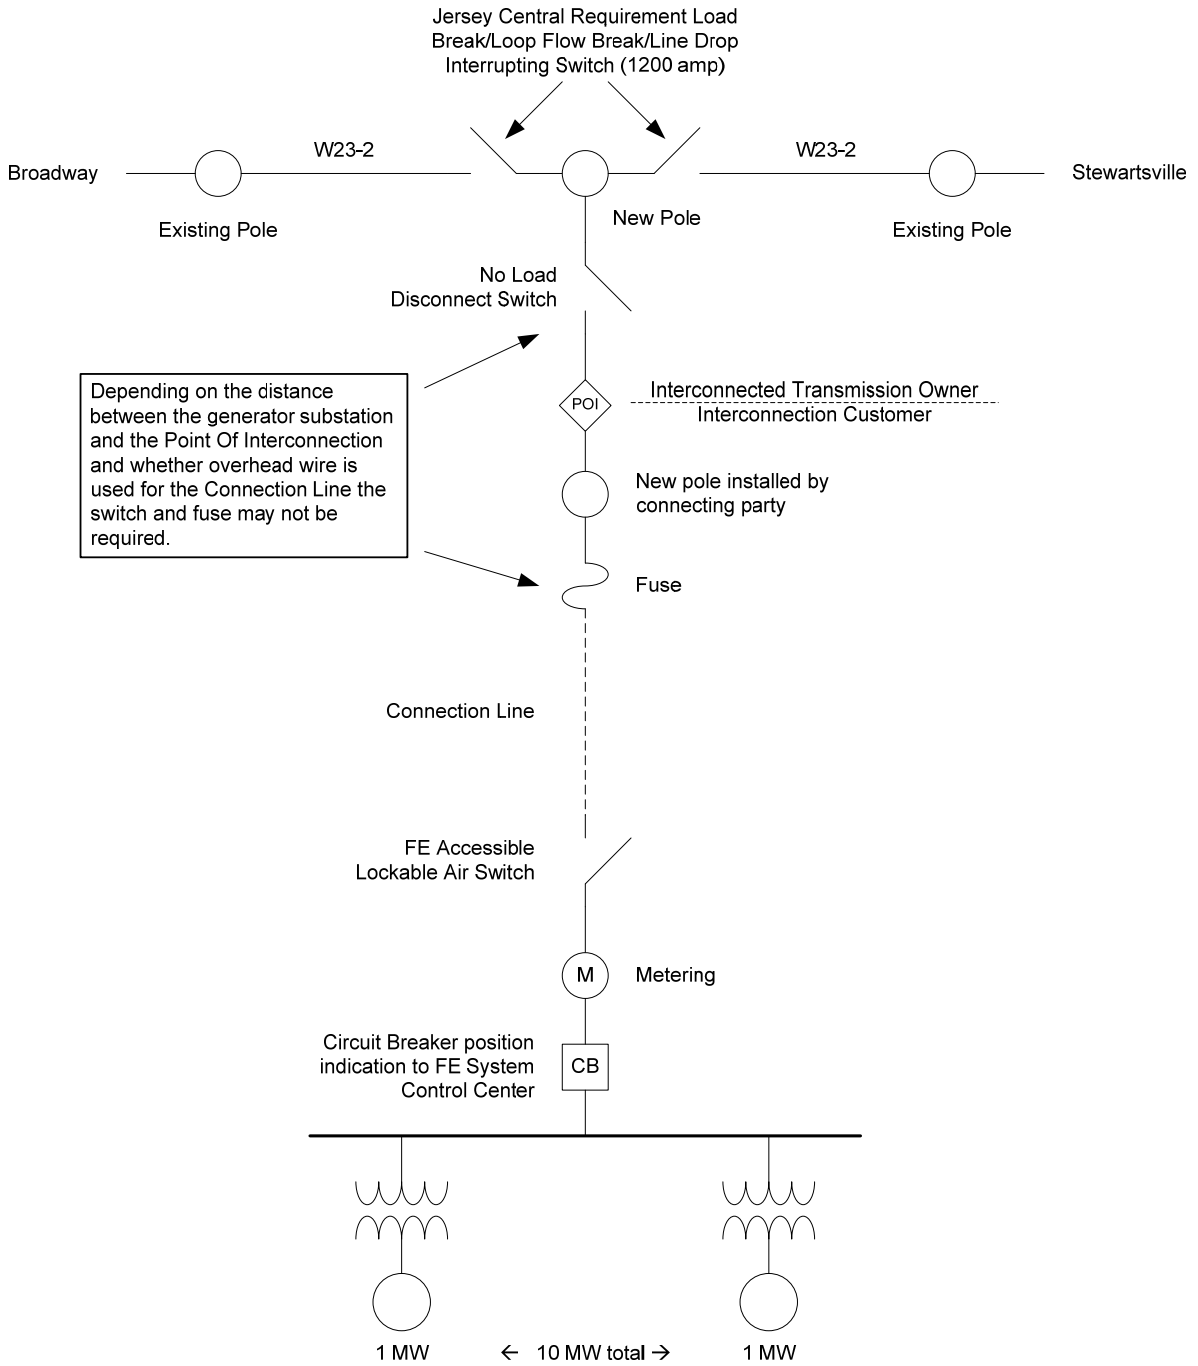 Jersey Central Requirement Load
Break/Loop Flow Break/Line Drop
Interrupting Switch (1200 amp)
Broadway
W23-2
W23-2
Stewartsville
Existing Pole
New Pole
Existing Pole
No Load
Disconnect Switch
Depending on the distance
between the generator substation
and the Point Of Interconnection
and whether overhead wire is
used for the Connection Line the
switch and fuse may not be
required.
POI
Interconnected Transmission Owner
Interconnection Customer
New pole installed by
connecting party
Fuse
Connection Line
FE Accessible
Lockable Air Switch
M
Metering
Circuit Breaker position
indication to FE System
Control Center
CB
1 MW
← 10 MW total →
1 MW